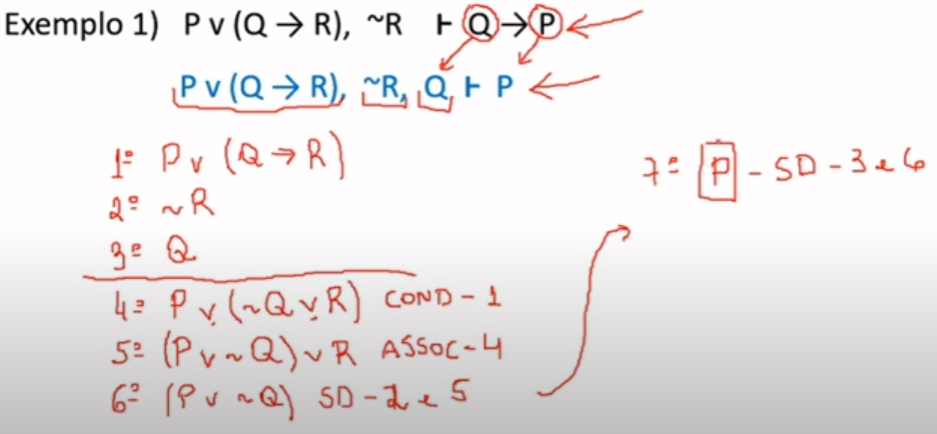 Exemplo 1) P v (Q → R), ~R ⊢ Q → P
P v (Q → R), ~R, Q ⊢ P
1º P v (Q → R)
2º ~R
3º Q
4º P v (~Q v R) COND - 1
5º (P v ~Q) v R ASSOC - 4
6º (P v ~Q) SD - 2 e 5
7º P - SD - 3 e 6